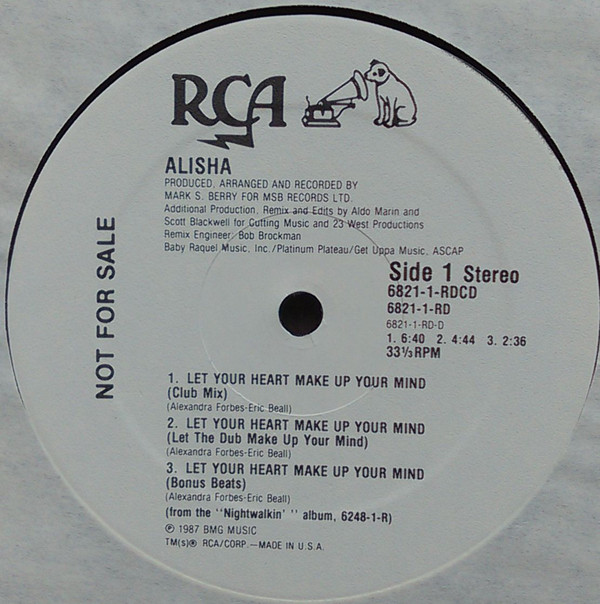 RCA
ALISHA
PRODUCED, ARRANGED AND RECORDED BY
MARK S. BERRY FOR MSB RECORDS LTD.
Additional Production, Remix and Edits by Aldo Marin and
Scott Blackwell for Cutting Music and 23 West Productions
Remix Engineer: Bob Brockman
Baby Raquel Music, Inc./Platinum Plateau/Get Uppa Music, ASCAP
NOT FOR SALE
Side 1 Stereo
6821-1-RDCD
6821-1-RD
6821-1-RD-D
1. 6:40 2. 4:44 3. 2:36
33⅓ RPM
1. LET YOUR HEART MAKE UP YOUR MIND
(Club Mix)
(Alexandra Forbes-Eric Beall)
2. LET YOUR HEART MAKE UP YOUR MIND
(Let The Dub Make Up Your Mind)
(Alexandra Forbes-Eric Beall)
3. LET YOUR HEART MAKE UP YOUR MIND
(Bonus Beats)
(Alexandra Forbes-Eric Beall)
(from the "Nightwalkin' " album, 6248-1-R)
℗ 1987 BMG MUSIC
TM(s)® RCA/CORP.—MADE IN U.S.A.